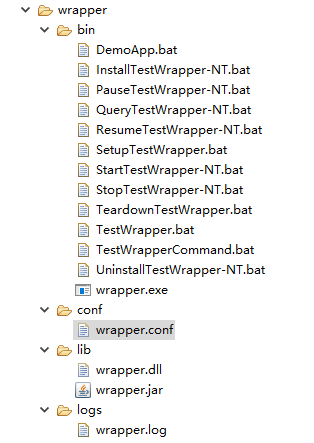 wrapper
bin
DemoApp.bat
InstallTestWrapper-NT.bat
PauseTestWrapper-NT.bat
QueryTestWrapper-NT.bat
ResumeTestWrapper-NT.bat
SetupTestWrapper.bat
StartTestWrapper-NT.bat
StopTestWrapper-NT.bat
TeardownTestWrapper.bat
TestWrapper.bat
TestWrapperCommand.bat
UninstallTestWrapper-NT.bat
wrapper.exe
conf
wrapper.conf
lib
wrapper.dll
wrapper.jar
logs
wrapper.log